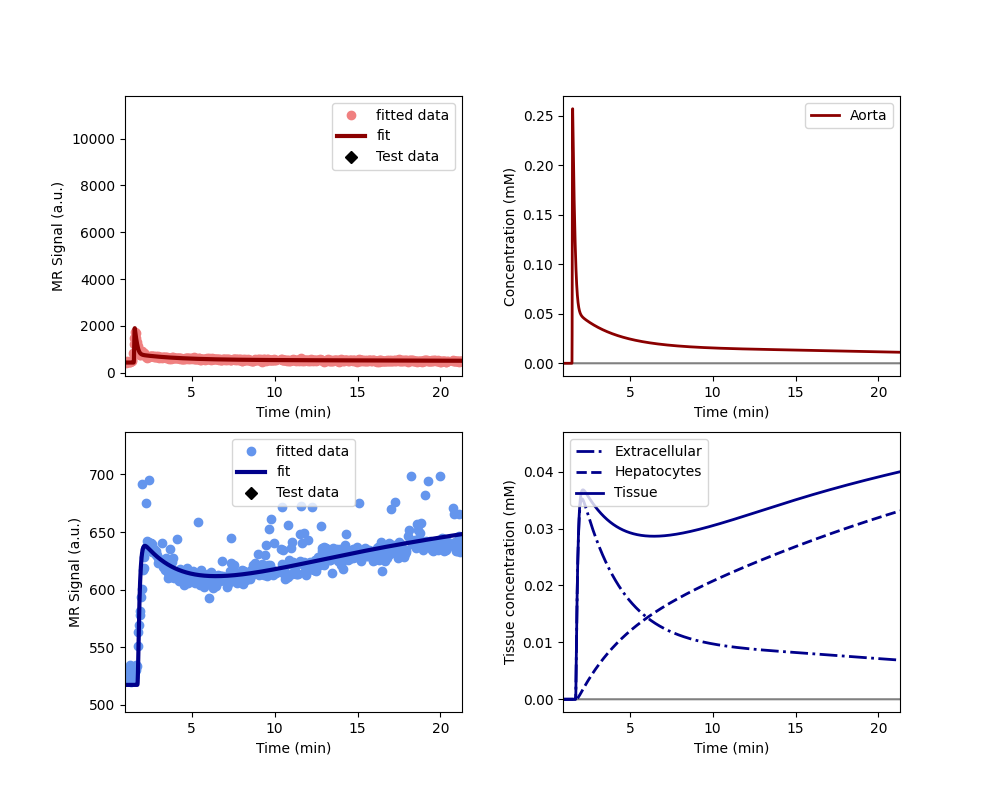 10000
8000
6000
4000
2000
0
MR Signal (a.u.)
fitted data
fit
Test data
5
10
15
20
Time (min)
0.25
0.20
0.15
0.10
0.05
0.00
Concentration (mM)
Aorta
5
10
15
20
Time (min)
700
650
600
550
500
MR Signal (a.u.)
fitted data
fit
Test data
5
10
15
20
Time (min)
0.04
0.03
0.02
0.01
0.00
Tissue concentration (mM)
Extracellular
Hepatocytes
Tissue
5
10
15
20
Time (min)